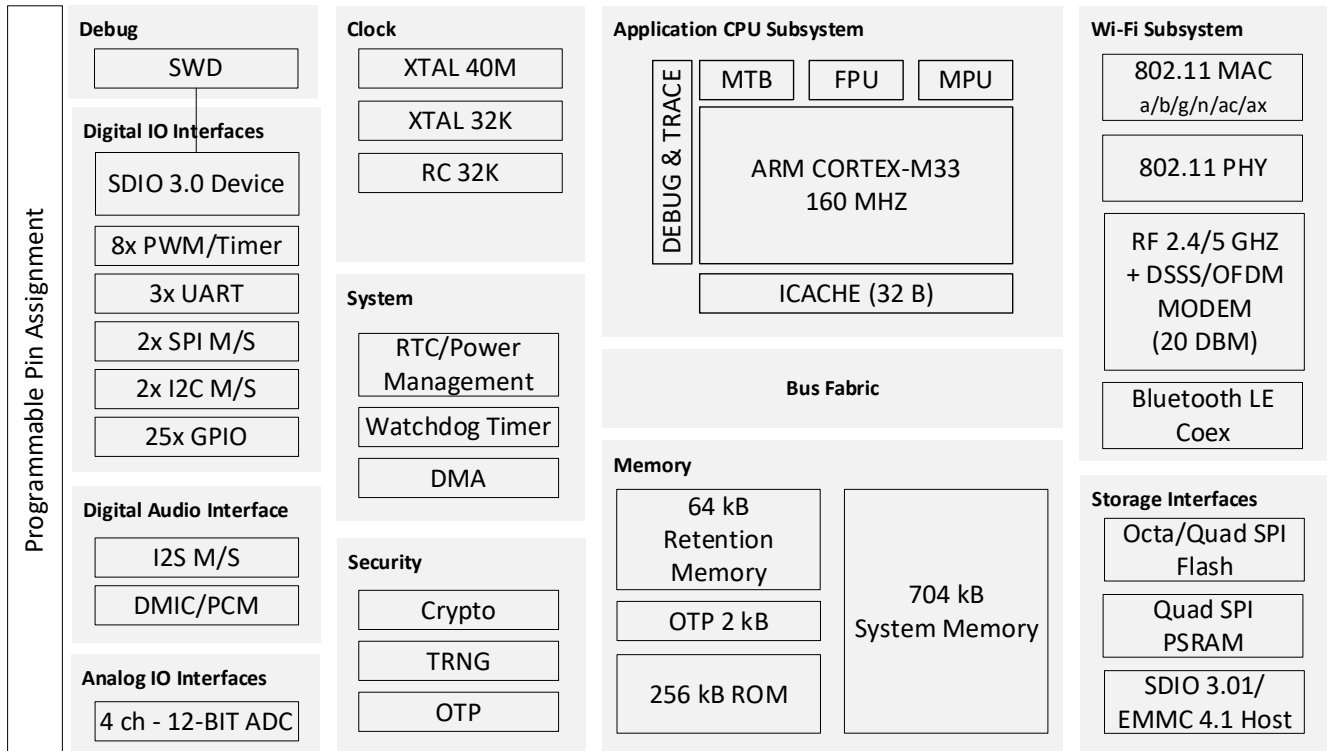 Programmable Pin Assignment
Debug
SWD
Digital IO Interfaces
SDIO 3.0 Device
8x PWM/Timer
3x UART
2x SPI M/S
2x I2C M/S
25x GPIO
Digital Audio Interface
I2S M/S
DMIC/PCM
Analog IO Interfaces
4 ch - 12-BIT ADC
Clock
XTAL 40M
XTAL 32K
RC 32K
System
RTC/Power
Management
Watchdog Timer
DMA
Security
Crypto
TRNG
OTP
Application CPU Subsystem
DEBUG & TRACE
MTB
FPU
MPU
ARM CORTEX-M33
160 MHZ
ICACHE (32 B)
Bus Fabric
Memory
64 kB
Retention
Memory
OTP 2 kB
256 kB ROM
704 kB
System Memory
Wi-Fi Subsystem
802.11 MAC
a/b/g/n/ac/ax
802.11 PHY
RF 2.4/5 GHZ
+ DSSS/OFDM
MODEM
(20 DBM)
Bluetooth LE
Coex
Storage Interfaces
Octa/Quad SPI
Flash
Quad SPI
PSRAM
SDIO 3.01/
EMMC 4.1 Host